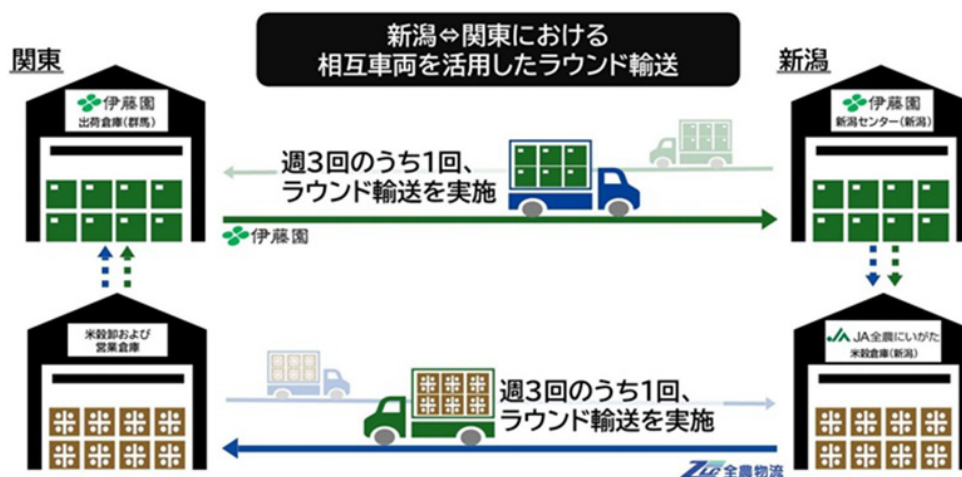 新潟⇔関東における
相互車両を活用したラウンド輸送
関東
新潟
伊藤園
出荷倉庫(群馬)
伊藤園
新潟センター(新潟)
週3回のうち1回、
ラウンド輸送を実施
伊藤園
米穀卸および
営業倉庫
JA全農にいがた
米穀倉庫(新潟)
週3回のうち1回、
ラウンド輸送を実施
ZLC 全農物流